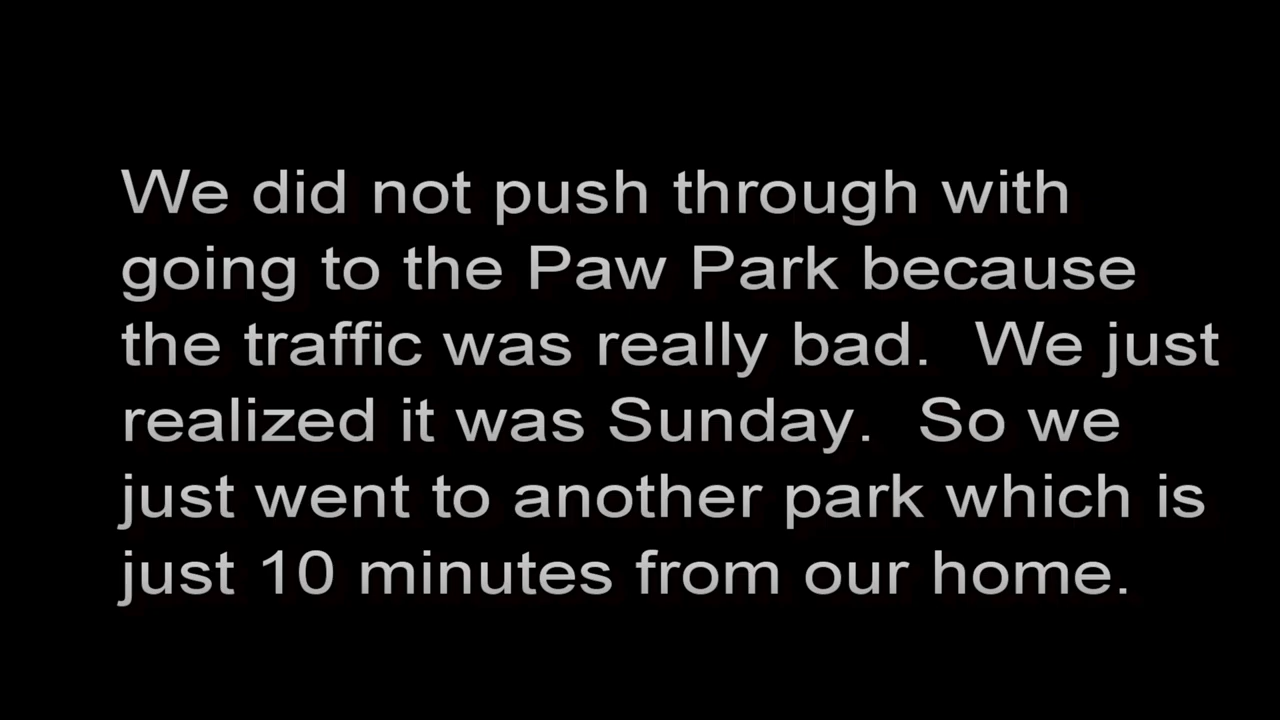 We did not push through with
going to the Paw Park because
the traffic was really bad.  We just
realized it was Sunday.  So we
just went to another park which is
just 10 minutes from our home.